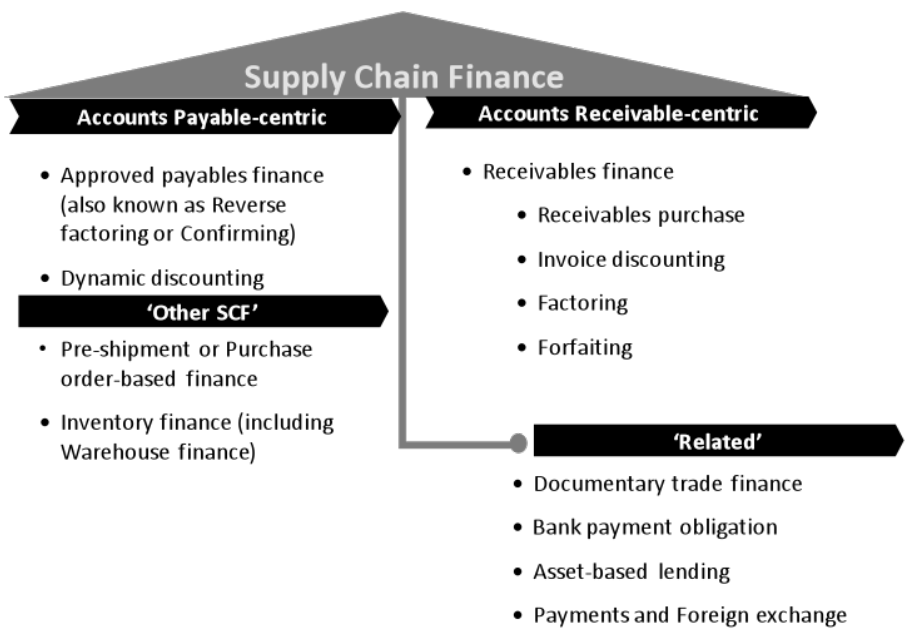 Supply Chain Finance
Accounts Payable-centric
• Approved payables finance
(also known as Reverse
factoring or Confirming)
• Dynamic discounting
‘Other SCF’
• Pre-shipment or Purchase
order-based finance
• Inventory finance (including
Warehouse finance)
Accounts Receivable-centric
• Receivables finance
• Receivables purchase
• Invoice discounting
• Factoring
• Forfaiting
‘Related’
• Documentary trade finance
• Bank payment obligation
• Asset-based lending
• Payments and Foreign exchange